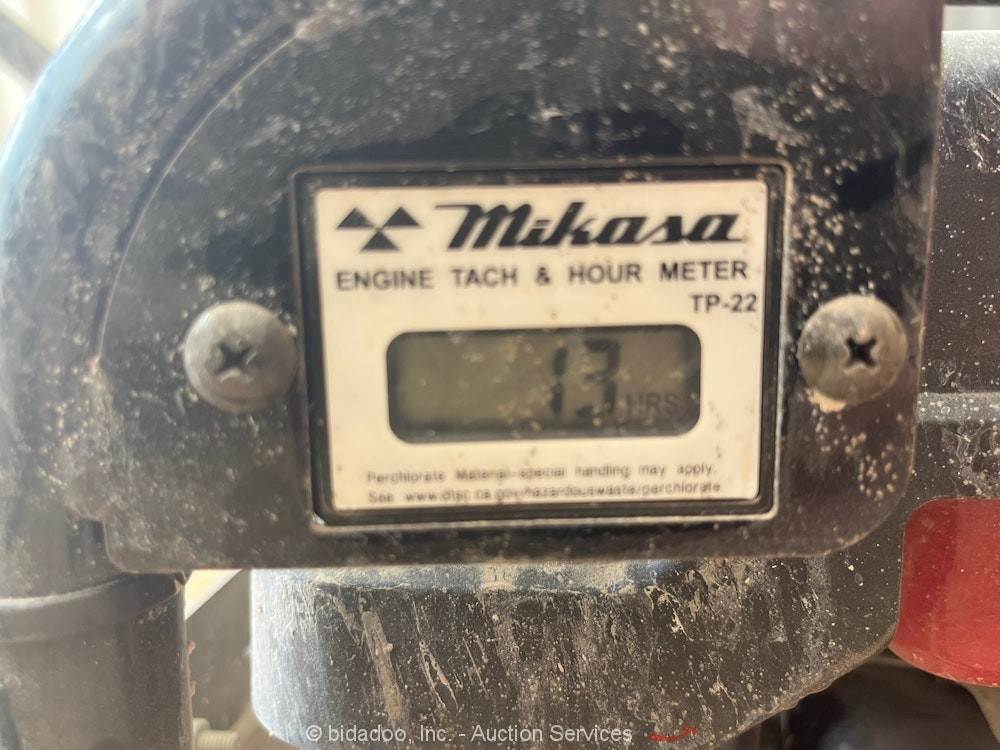 Mikasa
ENGINE TACH & HOUR METER
TP-22
13 HRS
Perchlorate Material-special handling may apply.
See www.dtsc.ca.gov/hazardouswaste/perchlorate
© bidadoo, Inc. - Auction Services